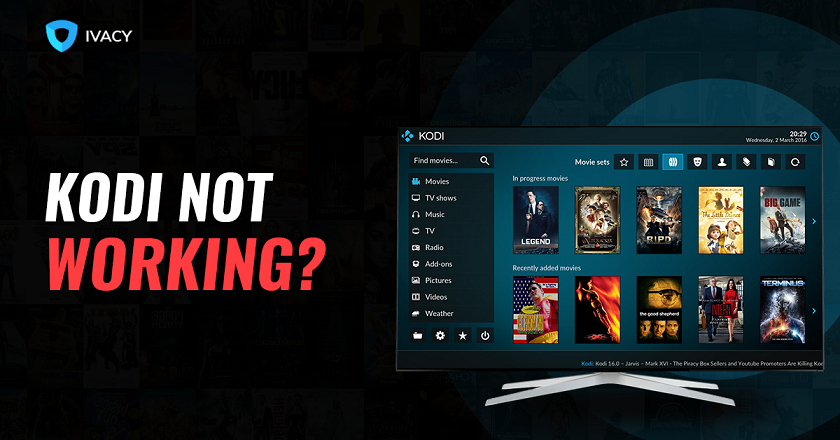 IVACY
KODI NOT
WORKING?
KODI
20:29
Wednesday, 2 March 2016
Find movies...
Movie sets
Movies
TV shows
Music
TV
Radio
Add-ons
Pictures
Videos
Weather
In progress movies
LEGEND
R.I.P.D.
The Little Prince
BIG GAME
Recently added movies
the good shepherd
THE INTERN
TERMINUS
Kodi: Kodi 16.0 – Jarvis – Mark XVI - The Piracy Box Sellers and Youtube Promoters Are Killing Kod